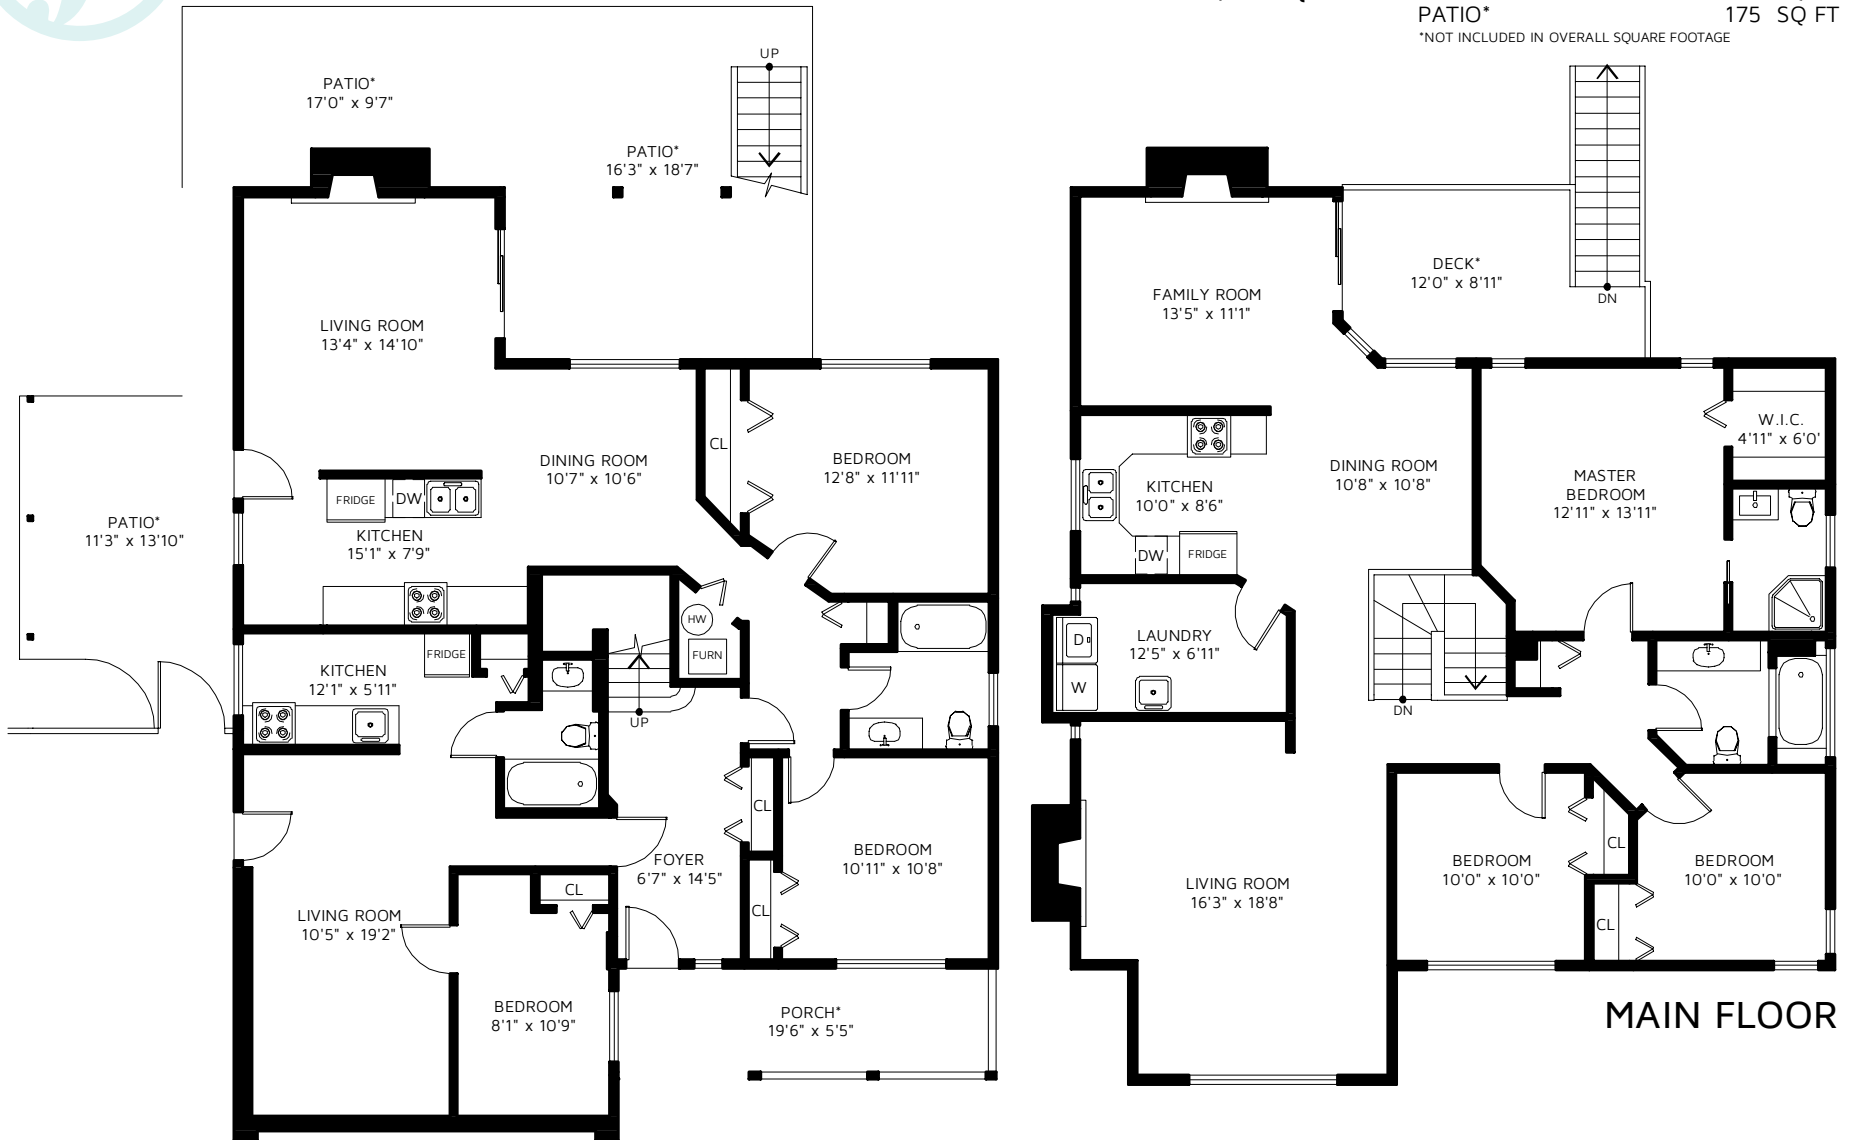 PATIO* 175 SQ FT
*NOT INCLUDED IN OVERALL SQUARE FOOTAGE
UP
PATIO*
17'0" x 9'7"
PATIO*
16'3" x 18'7"
LIVING ROOM
13'4" x 14'10"
CL
DINING ROOM
10'7" x 10'6"
BEDROOM
12'8" x 11'11"
FRIDGE
DW
PATIO*
11'3" x 13'10"
KITCHEN
15'1" x 7'9"
HW
FURN
KITCHEN
12'1" x 5'11"
FRIDGE
UP
CL
FOYER
6'7" x 14'5"
BEDROOM
10'11" x 10'8"
CL
CL
LIVING ROOM
10'5" x 19'2"
BEDROOM
8'1" x 10'9"
PORCH*
19'6" x 5'5"
DECK*
12'0" x 8'11"
DN
FAMILY ROOM
13'5" x 11'1"
W.I.C.
4'11" x 6'0'
DINING ROOM
10'8" x 10'8"
MASTER
BEDROOM
12'11" x 13'11"
KITCHEN
10'0" x 8'6"
DW
FRIDGE
D
LAUNDRY
12'5" x 6'11"
W
DN
CL
BEDROOM
10'0" x 10'0"
BEDROOM
10'0" x 10'0"
CL
LIVING ROOM
16'3" x 18'8"
MAIN FLOOR